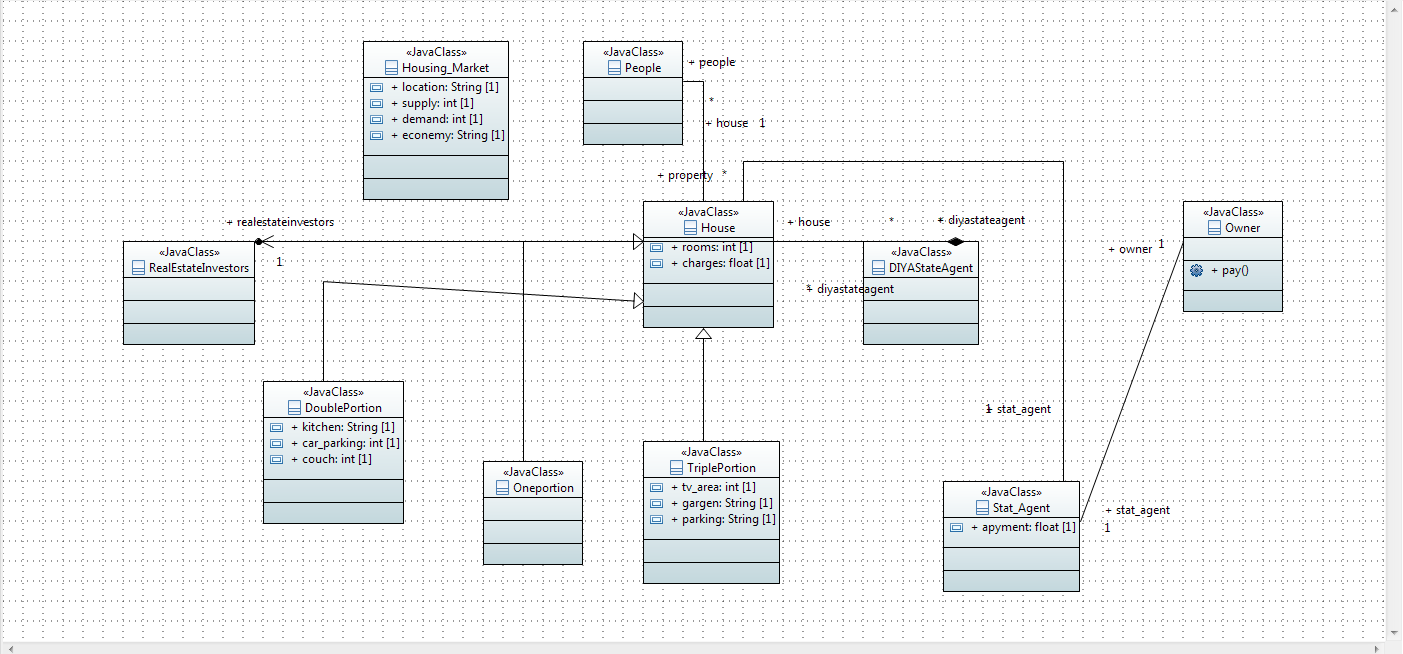 «JavaClass»
Housing_Market
+ location: String [1]
+ supply: int [1]
+ demand: int [1]
+ economy: String [1]
«JavaClass»
People
+ people
*
+ house 1
+ property *
«JavaClass»
House
+ rooms: int [1]
+ charges: float [1]
+ house
*
* + diyastateagent
* + diyastateagent
+ realestateinvestors
1
«JavaClass»
RealEstateInvestors
«JavaClass»
DIYAStateAgent
«JavaClass»
Owner
+ pay()
+ owner 1
«JavaClass»
DoublePortion
+ kitchen: String [1]
+ car_parking: int [1]
+ couch: int [1]
«JavaClass»
Oneportion
«JavaClass»
TriplePortion
+ tv_area: int [1]
+ gargen: String [1]
+ parking: String [1]
1 + stat_agent
«JavaClass»
Stat_Agent
+ apyment: float [1]
+ stat_agent
1